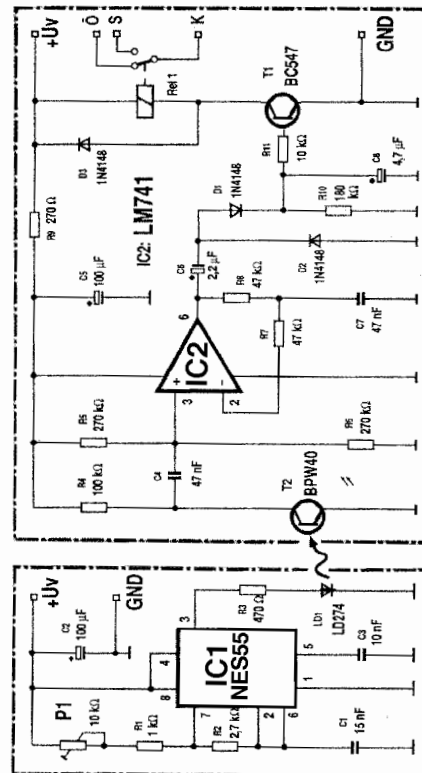 +Uv
Ö
S
K
GND
Rel 1
T1
BC547
D3
1N4148
R11
10 kΩ
C8
4,7 µF
R9
270 Ω
IC2: LM741
D1
1N4148
R10
180
kΩ
C5
100 µF
C6
2,2 µF
D2
1N4148
R8
47 kΩ
6
IC2
+
3
−
2
R7
47 kΩ
C7
47 nF
R5
270 kΩ
R6
270 kΩ
R4
100 kΩ
C4
47 nF
T2
BPW40
+Uv
C2
100 µF
GND
P1
10 kΩ
R1
1 kΩ
R2
2,7 kΩ
8
4
3
7
IC1
NE555
2
6
1
5
R3
470 Ω
LD1
LD274
C3
10 nF
C1
15 nF